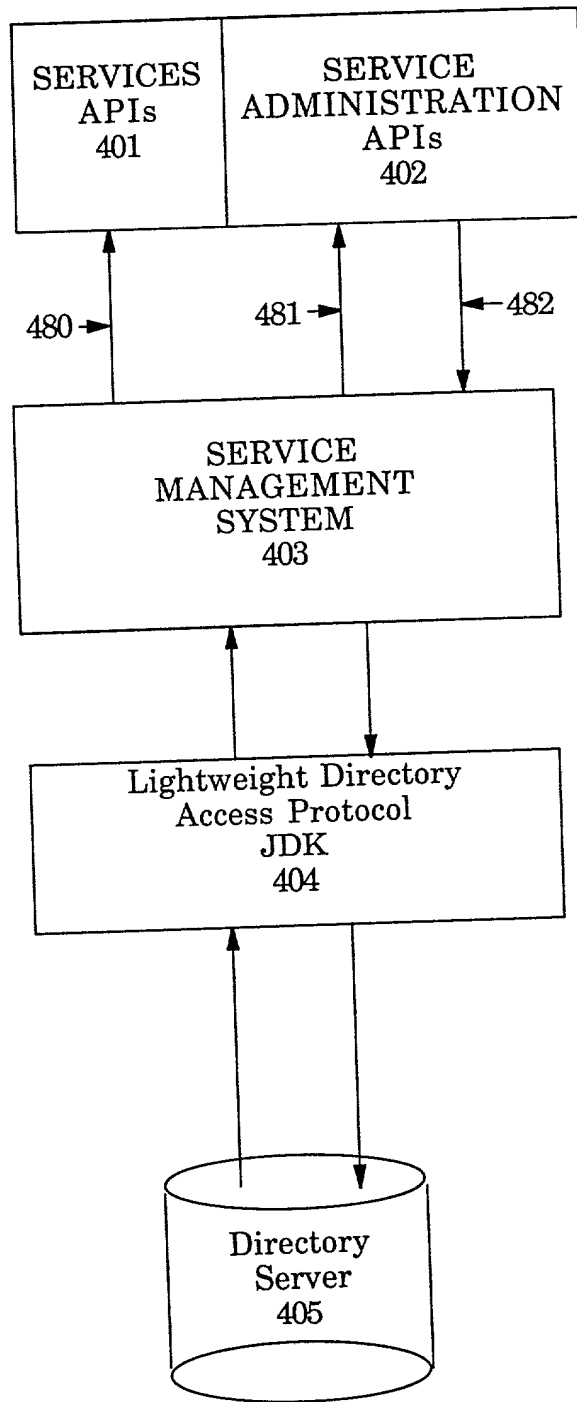 SERVICES
APIs
401
SERVICE
ADMINISTRATION
APIs
402
480
481
482
SERVICE
MANAGEMENT
SYSTEM
403
Lightweight Directory
Access Protocol
JDK
404
Directory
Server
405